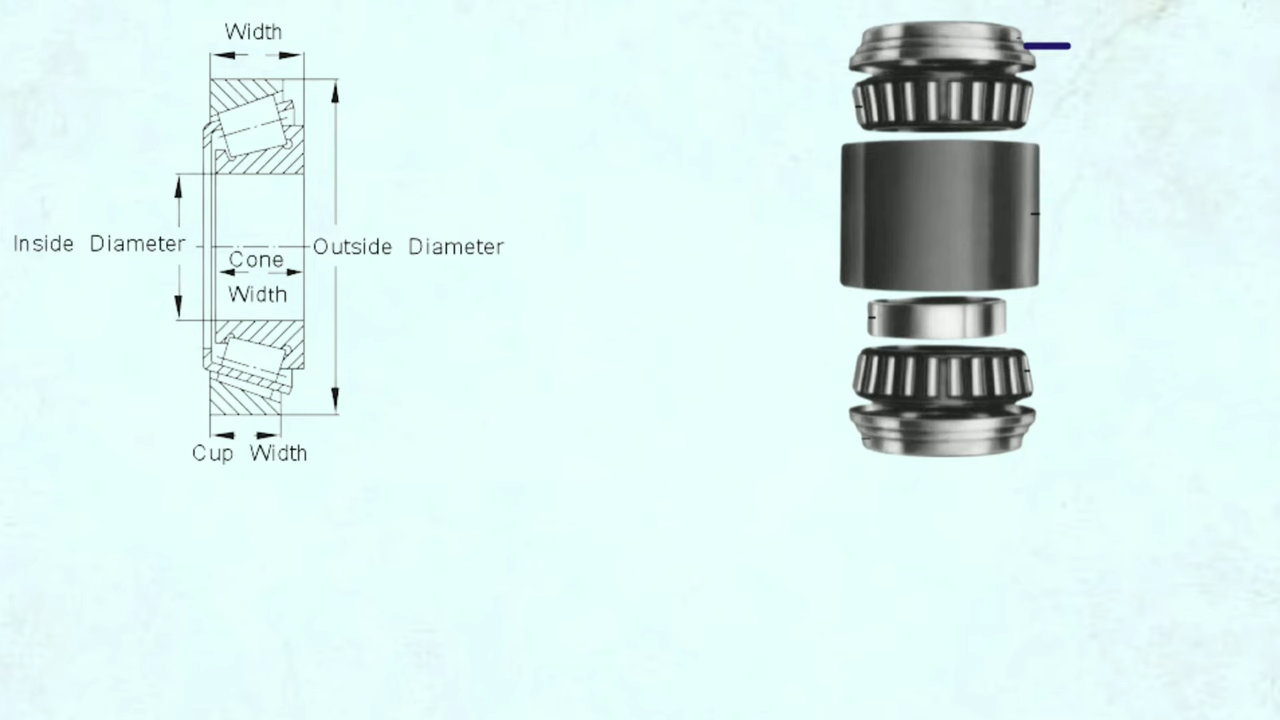 Width
Inside Diameter
Outside Diameter
Cone
Width
Cup Width